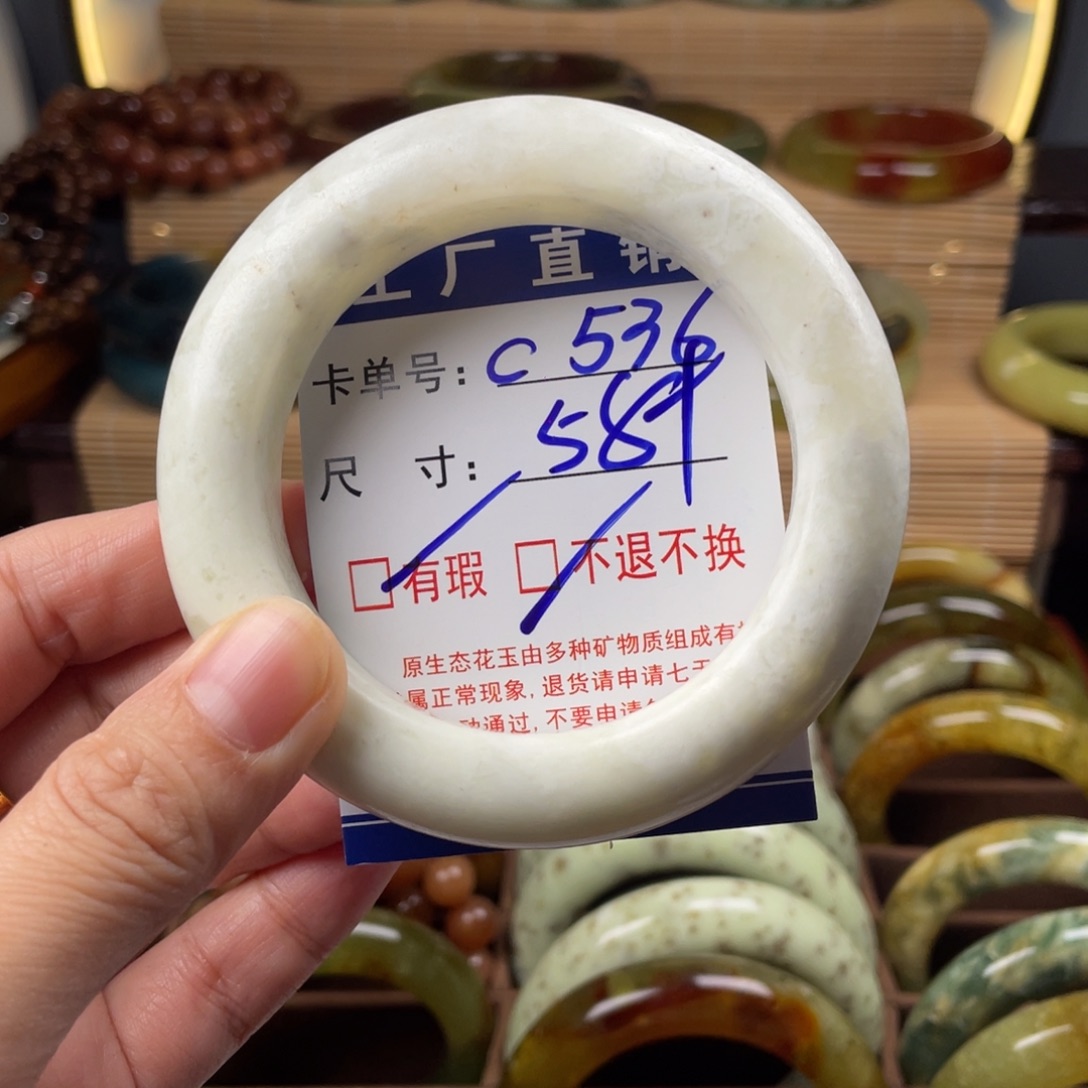 工厂直销
卡单号: C 536
尺 寸: 58
有瑕 不退不换
原生态花玉由多种矿物质组成有
属正常现象, 退货请申请七
动通过, 不要申请